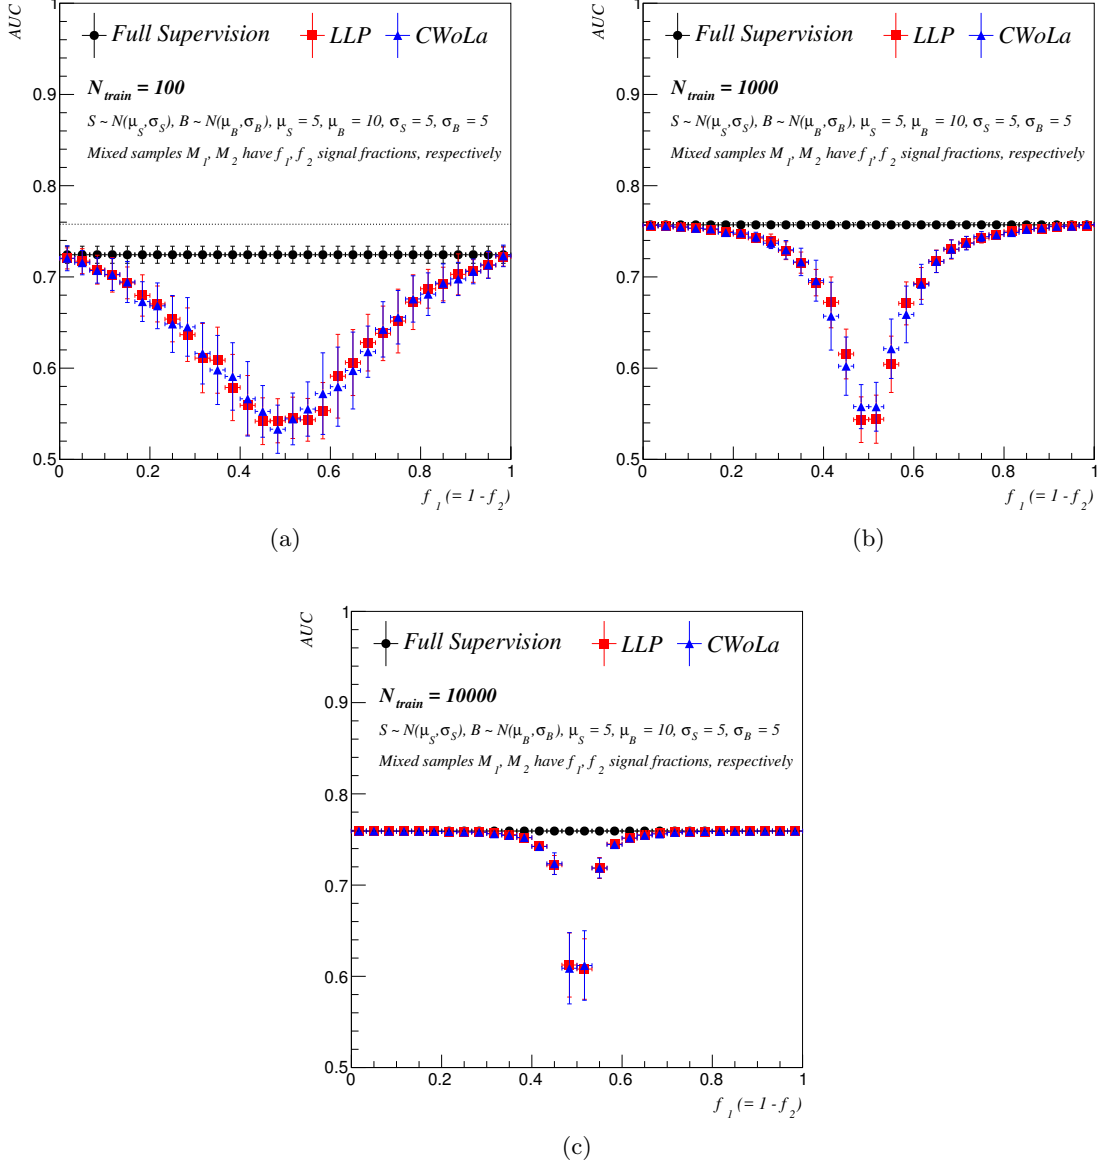 AUC
1
0.9
0.8
0.7
0.6
0.5
Full Supervision LLP CWoLa
N_train = 100
S ~ N(μ_S,σ_S), B ~ N(μ_B,σ_B), μ_S = 5, μ_B = 10, σ_S = 5, σ_B = 5
Mixed samples M_1, M_2 have f_1, f_2 signal fractions, respectively
0 0.2 0.4 0.6 0.8 1
f_1 (= 1 - f_2)
(a)
AUC
1
0.9
0.8
0.7
0.6
0.5
Full Supervision LLP CWoLa
N_train = 1000
S ~ N(μ_S,σ_S), B ~ N(μ_B,σ_B), μ_S = 5, μ_B = 10, σ_S = 5, σ_B = 5
Mixed samples M_1, M_2 have f_1, f_2 signal fractions, respectively
0 0.2 0.4 0.6 0.8 1
f_1 (= 1 - f_2)
(b)
AUC
1
0.9
0.8
0.7
0.6
0.5
Full Supervision LLP CWoLa
N_train = 10000
S ~ N(μ_S,σ_S), B ~ N(μ_B,σ_B), μ_S = 5, μ_B = 10, σ_S = 5, σ_B = 5
Mixed samples M_1, M_2 have f_1, f_2 signal fractions, respectively
0 0.2 0.4 0.6 0.8 1
f_1 (= 1 - f_2)
(c)